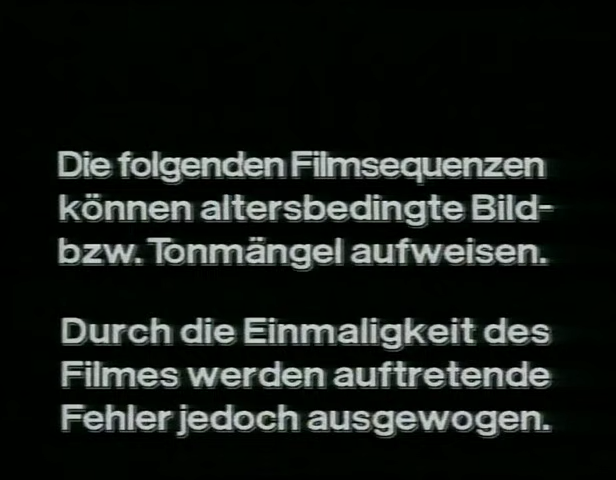 Die folgenden Filmsequenzen
können altersbedingte Bild-
bzw. Tonmängel aufweisen.
Durch die Einmaligkeit des
Filmes werden auftretende
Fehler jedoch ausgewogen.